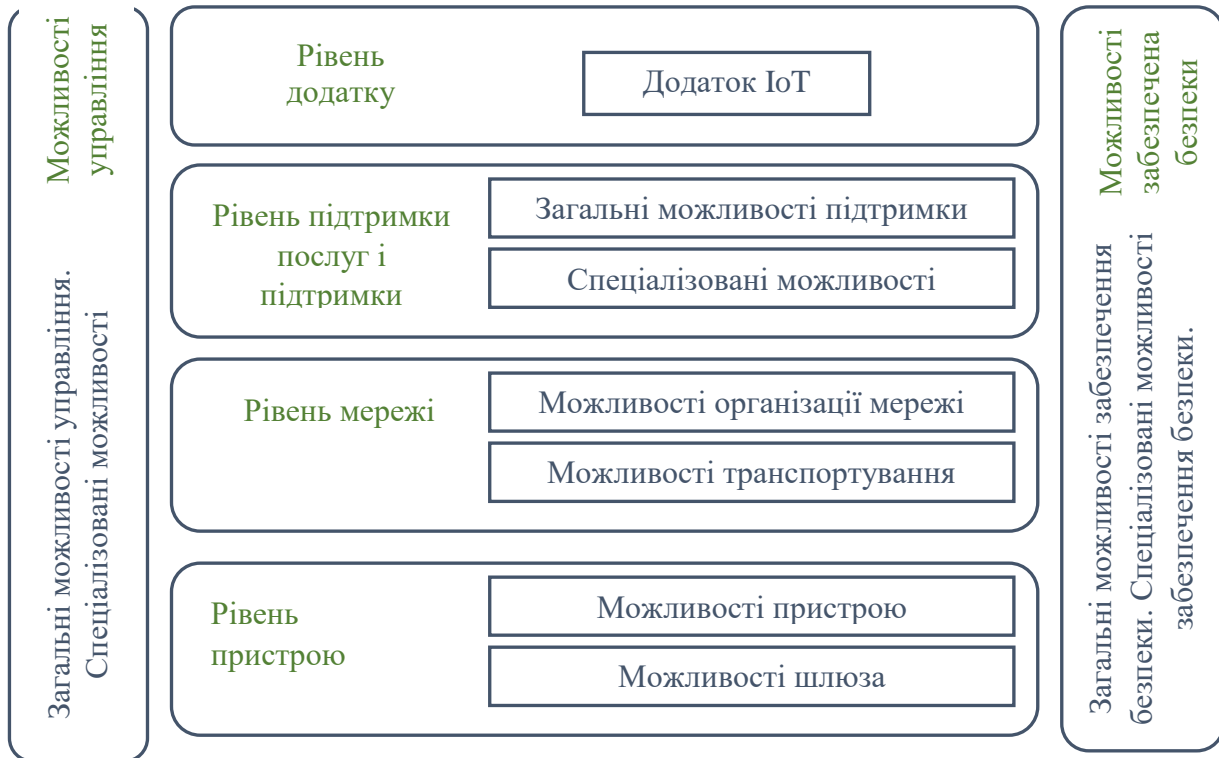 Можливості
управління
Загальні можливості управління.
Спеціалізовані можливості
Рівень
додатку
Додаток IoT
Рівень підтримки
послуг і
підтримки
Загальні можливості підтримки
Спеціалізовані можливості
Рівень мережі
Можливості організації мережі
Можливості транспортування
Рівень
пристрою
Можливості пристрою
Можливості шлюза
Можливості
забезпечена
безпеки
Загальні можливості забезпечення
безпеки. Спеціалізовані можливості
забезпечення безпеки.